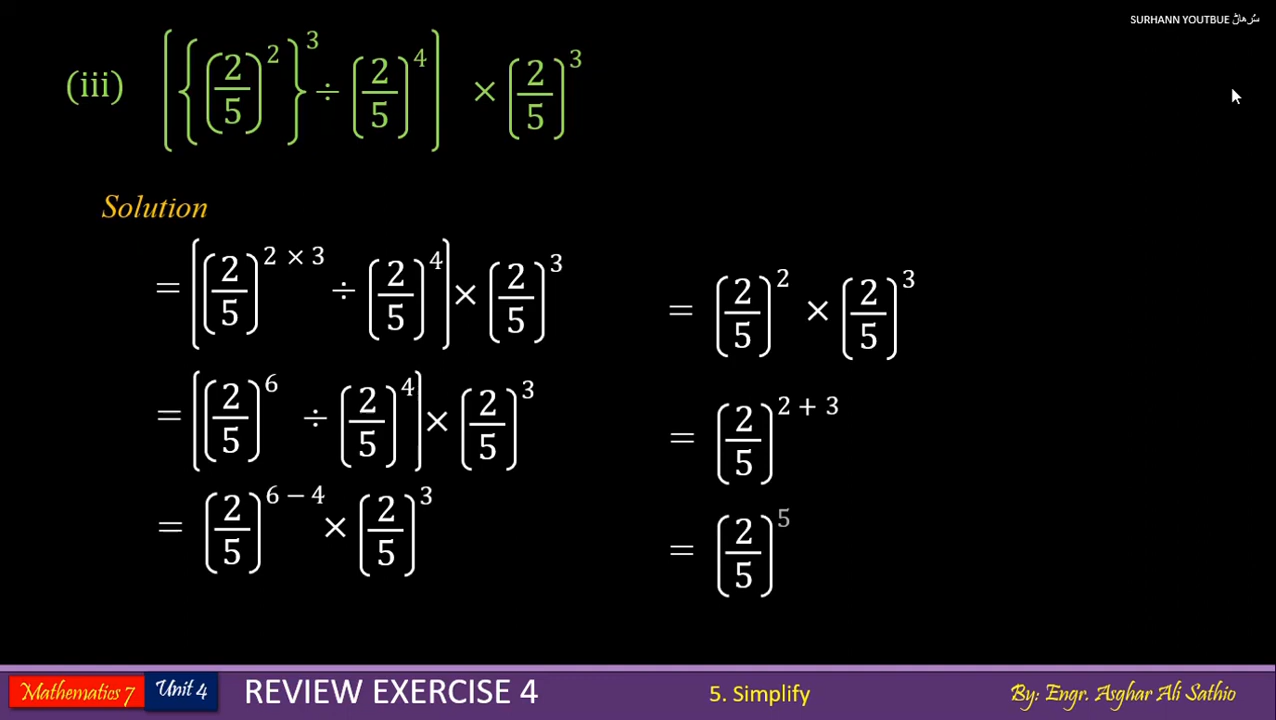 SURHANN YOUTBUE سُرهاڻ
(iii) [{(2/5)^2}^3 ÷ (2/5)^4] × (2/5)^3
Solution
= [(2/5)^{2 × 3} ÷ (2/5)^4] × (2/5)^3
= [(2/5)^6 ÷ (2/5)^4] × (2/5)^3
= (2/5)^{6 − 4} × (2/5)^3
= (2/5)^2 × (2/5)^3
= (2/5)^{2 + 3}
= (2/5)^5
Mathematics 7 Unit 4 REVIEW EXERCISE 4 5. Simplify By: Engr. Asghar Ali Sathio